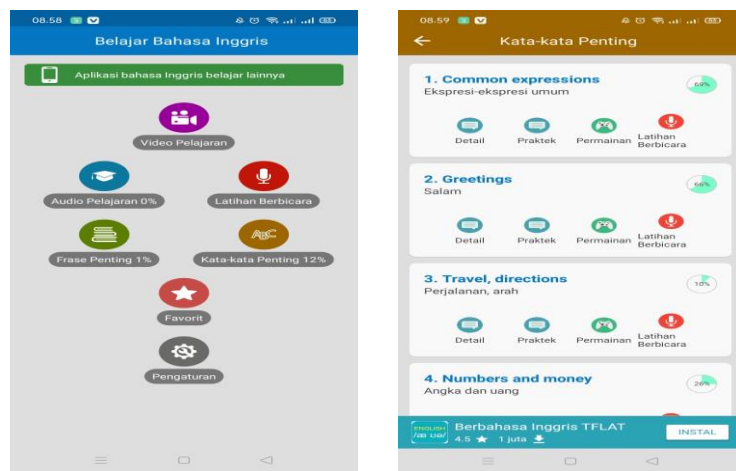 08.58
Belajar Bahasa Inggris
Aplikasi bahasa Inggris belajar lainnya
Video Pelajaran
Audio Pelajaran 0%
Latihan Berbicara
ABC
Frase Penting 1%
Kata-kata Penting 12%
Favorit
Pengaturan
08.59
Kata-kata Penting
1. Common expressions
Ekspresi-ekspresi umum
69%
Detail
Praktek
Permainan
Latihan
Berbicara
2. Greetings
Salam
66%
Detail
Praktek
Permainan
Latihan
Berbicara
3. Travel, directions
Perjalanan, arah
10%
Detail
Praktek
Permainan
Latihan
Berbicara
4. Numbers and money
Angka dan uang
26%
ENGLISH
Berbahasa Inggris TFLAT
4.5 ★ 1 juta
INSTAL